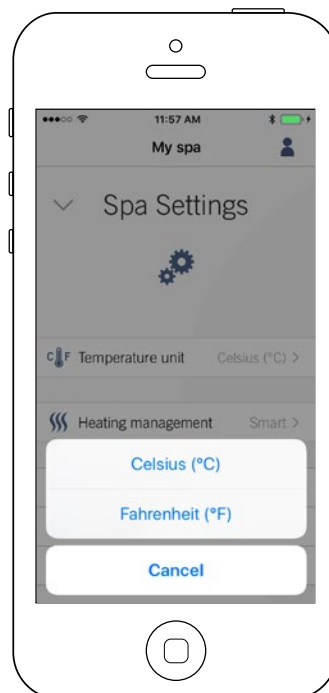 11:57 AM
My spa
Spa Settings
C F Temperature unit Celsius (°C) >
Heating management Smart >
Celsius (°C)
Fahrenheit (°F)
Cancel